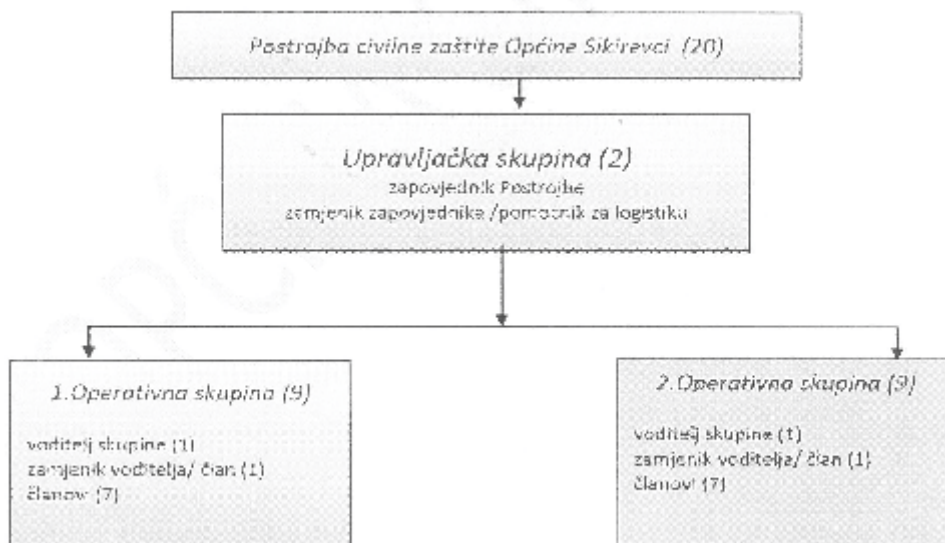 Postrojba civilne zaštite Općine Sikirevci (20)
Upravljačka skupina (2)
zapovjednik Postrojbe
zamjenik zapovjednika /pomoćnik za logistiku
1.Operativna skupina (9)
voditelj skupine (1)
zamjenik voditelja/ član (1)
članovi (7)
2.Operativna skupina (9)
voditelj skupine (1)
zamjenik voditelja/ član (1)
članovi (7)